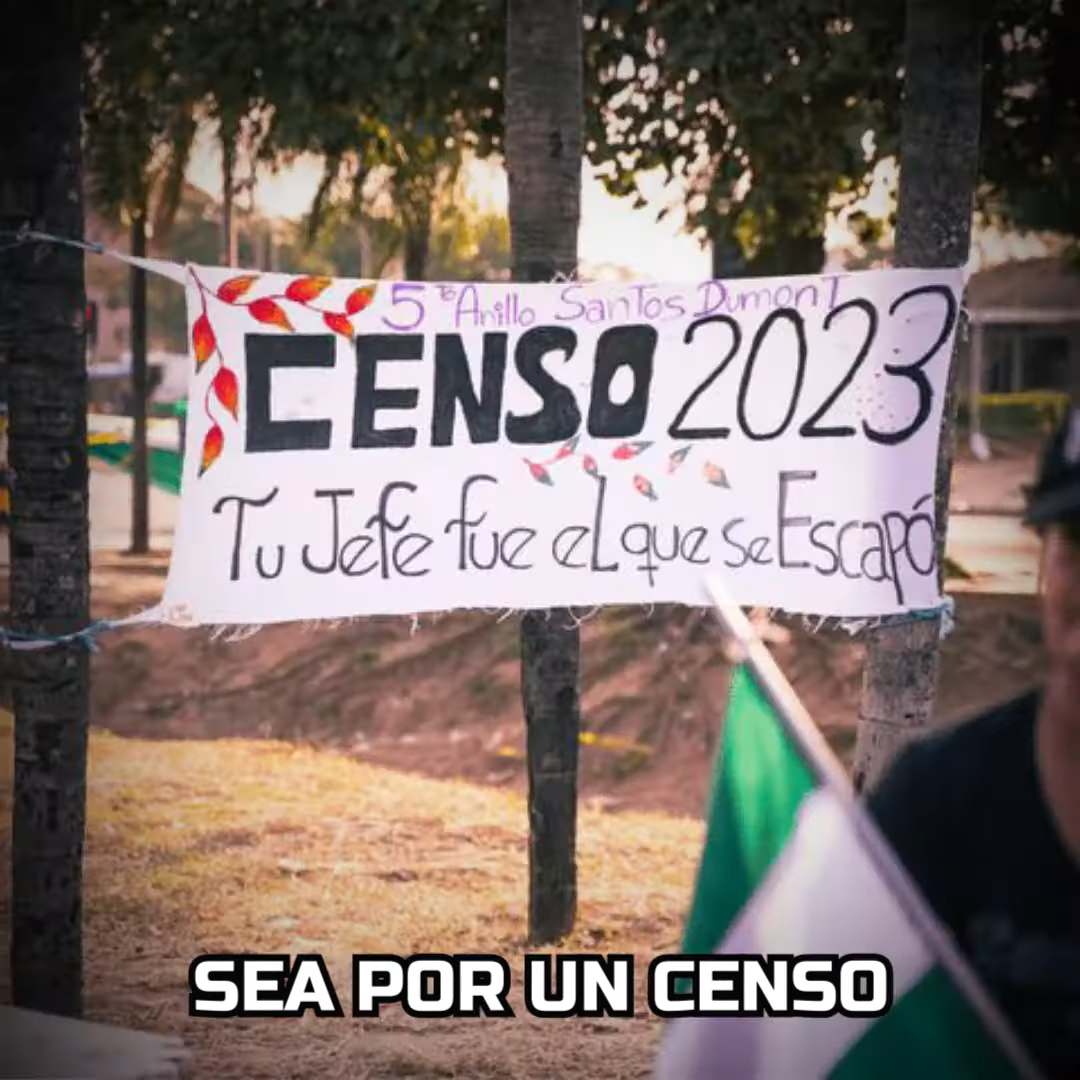 5to Anillo Santos Dumont
CENSO 2023
Tu Jefe fue el que se Escapó
SEA POR UN CENSO